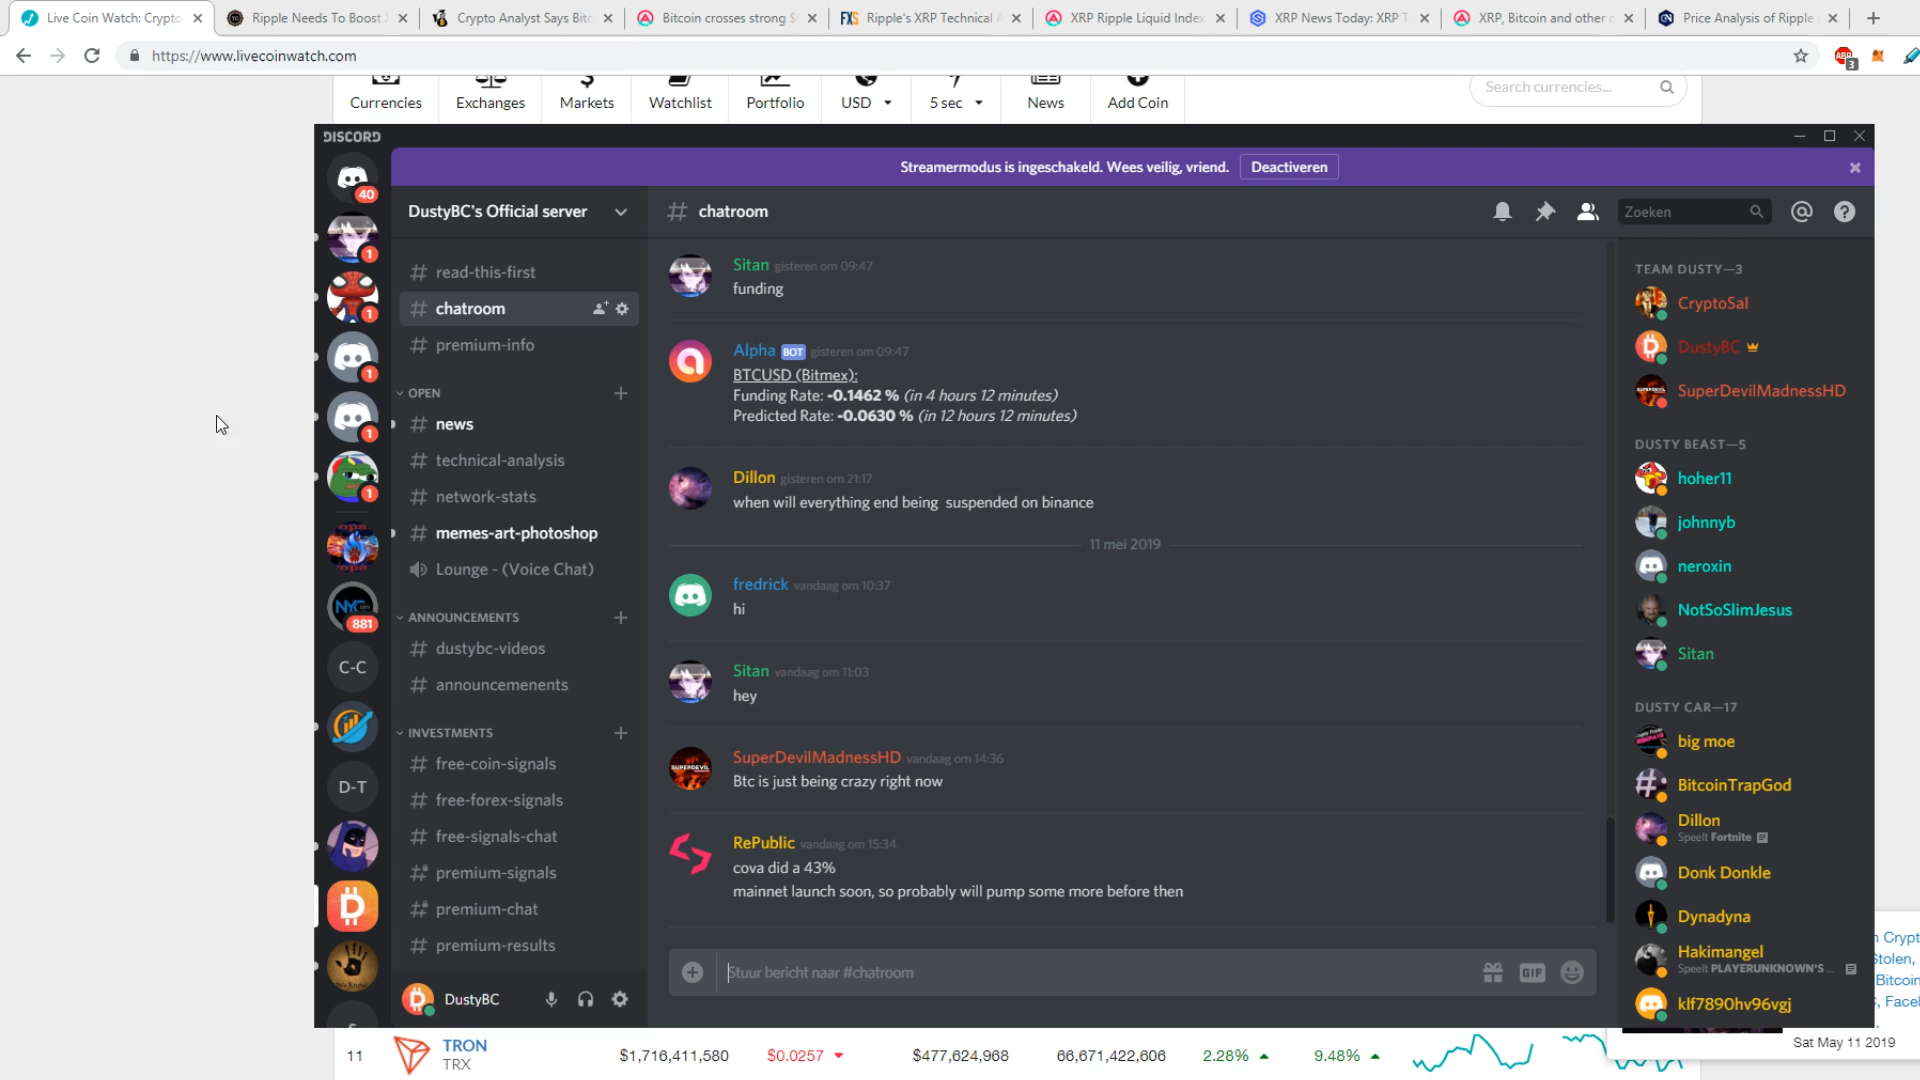 Live Coin Watch: Crypto
Ripple Needs To Boost
Crypto Analyst Says Bitc
Bitcoin crosses strong $
Ripple's XRP Technical A
XRP Ripple Liquid Index
XRP News Today: XRP T
XRP, Bitcoin and other c
Price Analysis of Ripple
https://www.livecoinwatch.com
ABP
3
Currencies
Exchanges
Markets
Watchlist
Portfolio
USD
5 sec
News
Add Coin
Search currencies...
DISCORD
Streamermodus is ingeschakeld. Wees veilig, vriend.
Deactiveren
40
1
1
1
1
1
881
C-C
D-T
DustyBC's Official server
# read-this-first
# chatroom
# premium-info
OPEN
# news
# technical-analysis
# network-stats
# memes-art-photoshop
Lounge - (Voice Chat)
ANNOUNCEMENTS
# dustybc-videos
# announcemenents
INVESTMENTS
# free-coin-signals
# free-forex-signals
# free-signals-chat
# premium-signals
# premium-chat
# premium-results
DustyBC
# chatroom
Zoeken
Sitan gisteren om 09:47
funding
Alpha BOT gisteren om 09:47
BTCUSD (Bitmex):
Funding Rate: -0.1462 % (in 4 hours 12 minutes)
Predicted Rate: -0.0630 % (in 12 hours 12 minutes)
Dillon gisteren om 21:17
when will everything end being suspended on binance
11 mei 2019
fredrick vandaag om 10:37
hi
Sitan vandaag om 11:03
hey
SuperDevilMadnessHD vandaag om 14:36
Btc is just being crazy right now
RePublic vandaag om 15:34
cova did a 43%
mainnet launch soon, so probably will pump some more before then
Stuur bericht naar #chatroom
GIF
TEAM DUSTY—3
CryptoSal
DustyBC
SuperDevilMadnessHD
DUSTY BEAST—5
hoher11
johnnyb
neroxin
NotSoSlimJesus
Sitan
DUSTY CAR—17
big moe
BitcoinTrapGod
Dillon
Speelt Fortnite
Donk Donkle
Dynadyna
Hakimangel
Speelt PLAYERUNKNOWN'S ...
klf7890hv96vgj
n Crypt
Stolen,
Bitcoin
, Facel
Sat May 11 2019
11
TRON
TRX
$1,716,411,580
$0.0257
$477,624,968
66,671,422,606
2.28%
9.48%